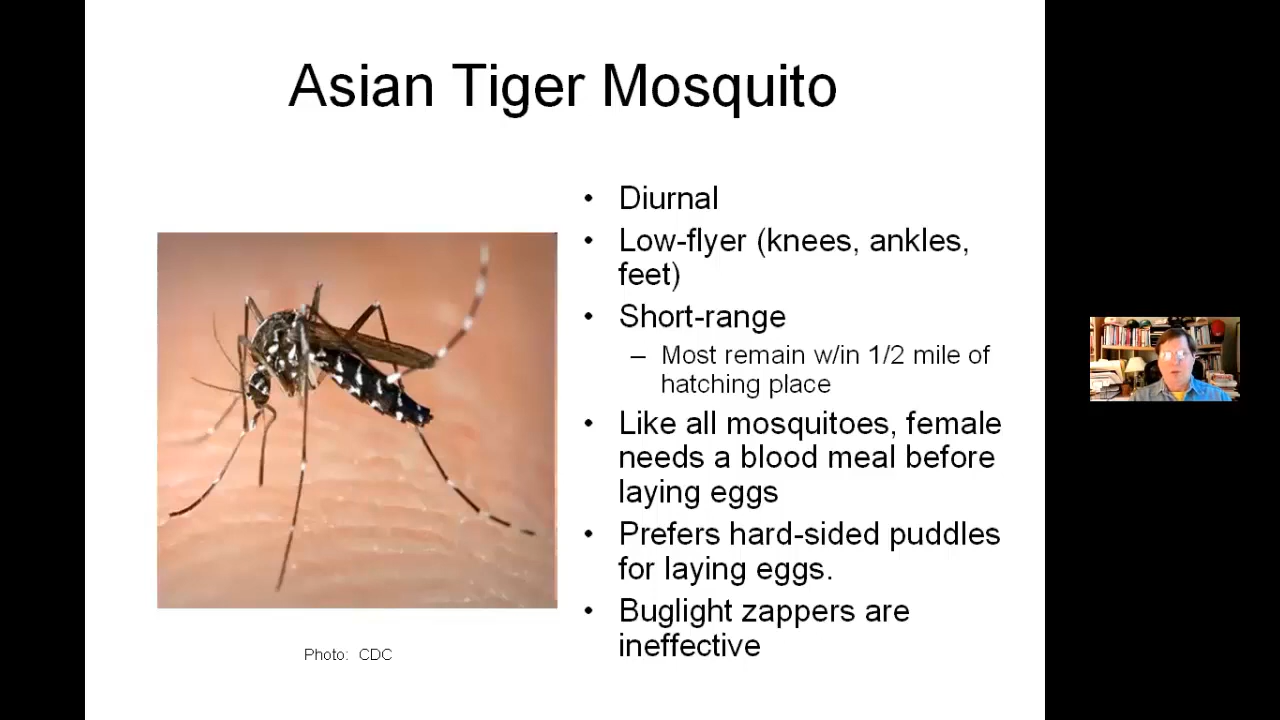 Asian Tiger Mosquito
• Diurnal
• Low-flyer (knees, ankles,
feet)
• Short-range
– Most remain w/in 1/2 mile of
hatching place
• Like all mosquitoes, female
needs a blood meal before
laying eggs
• Prefers hard-sided puddles
for laying eggs.
• Buglight zappers are
ineffective
Photo: CDC